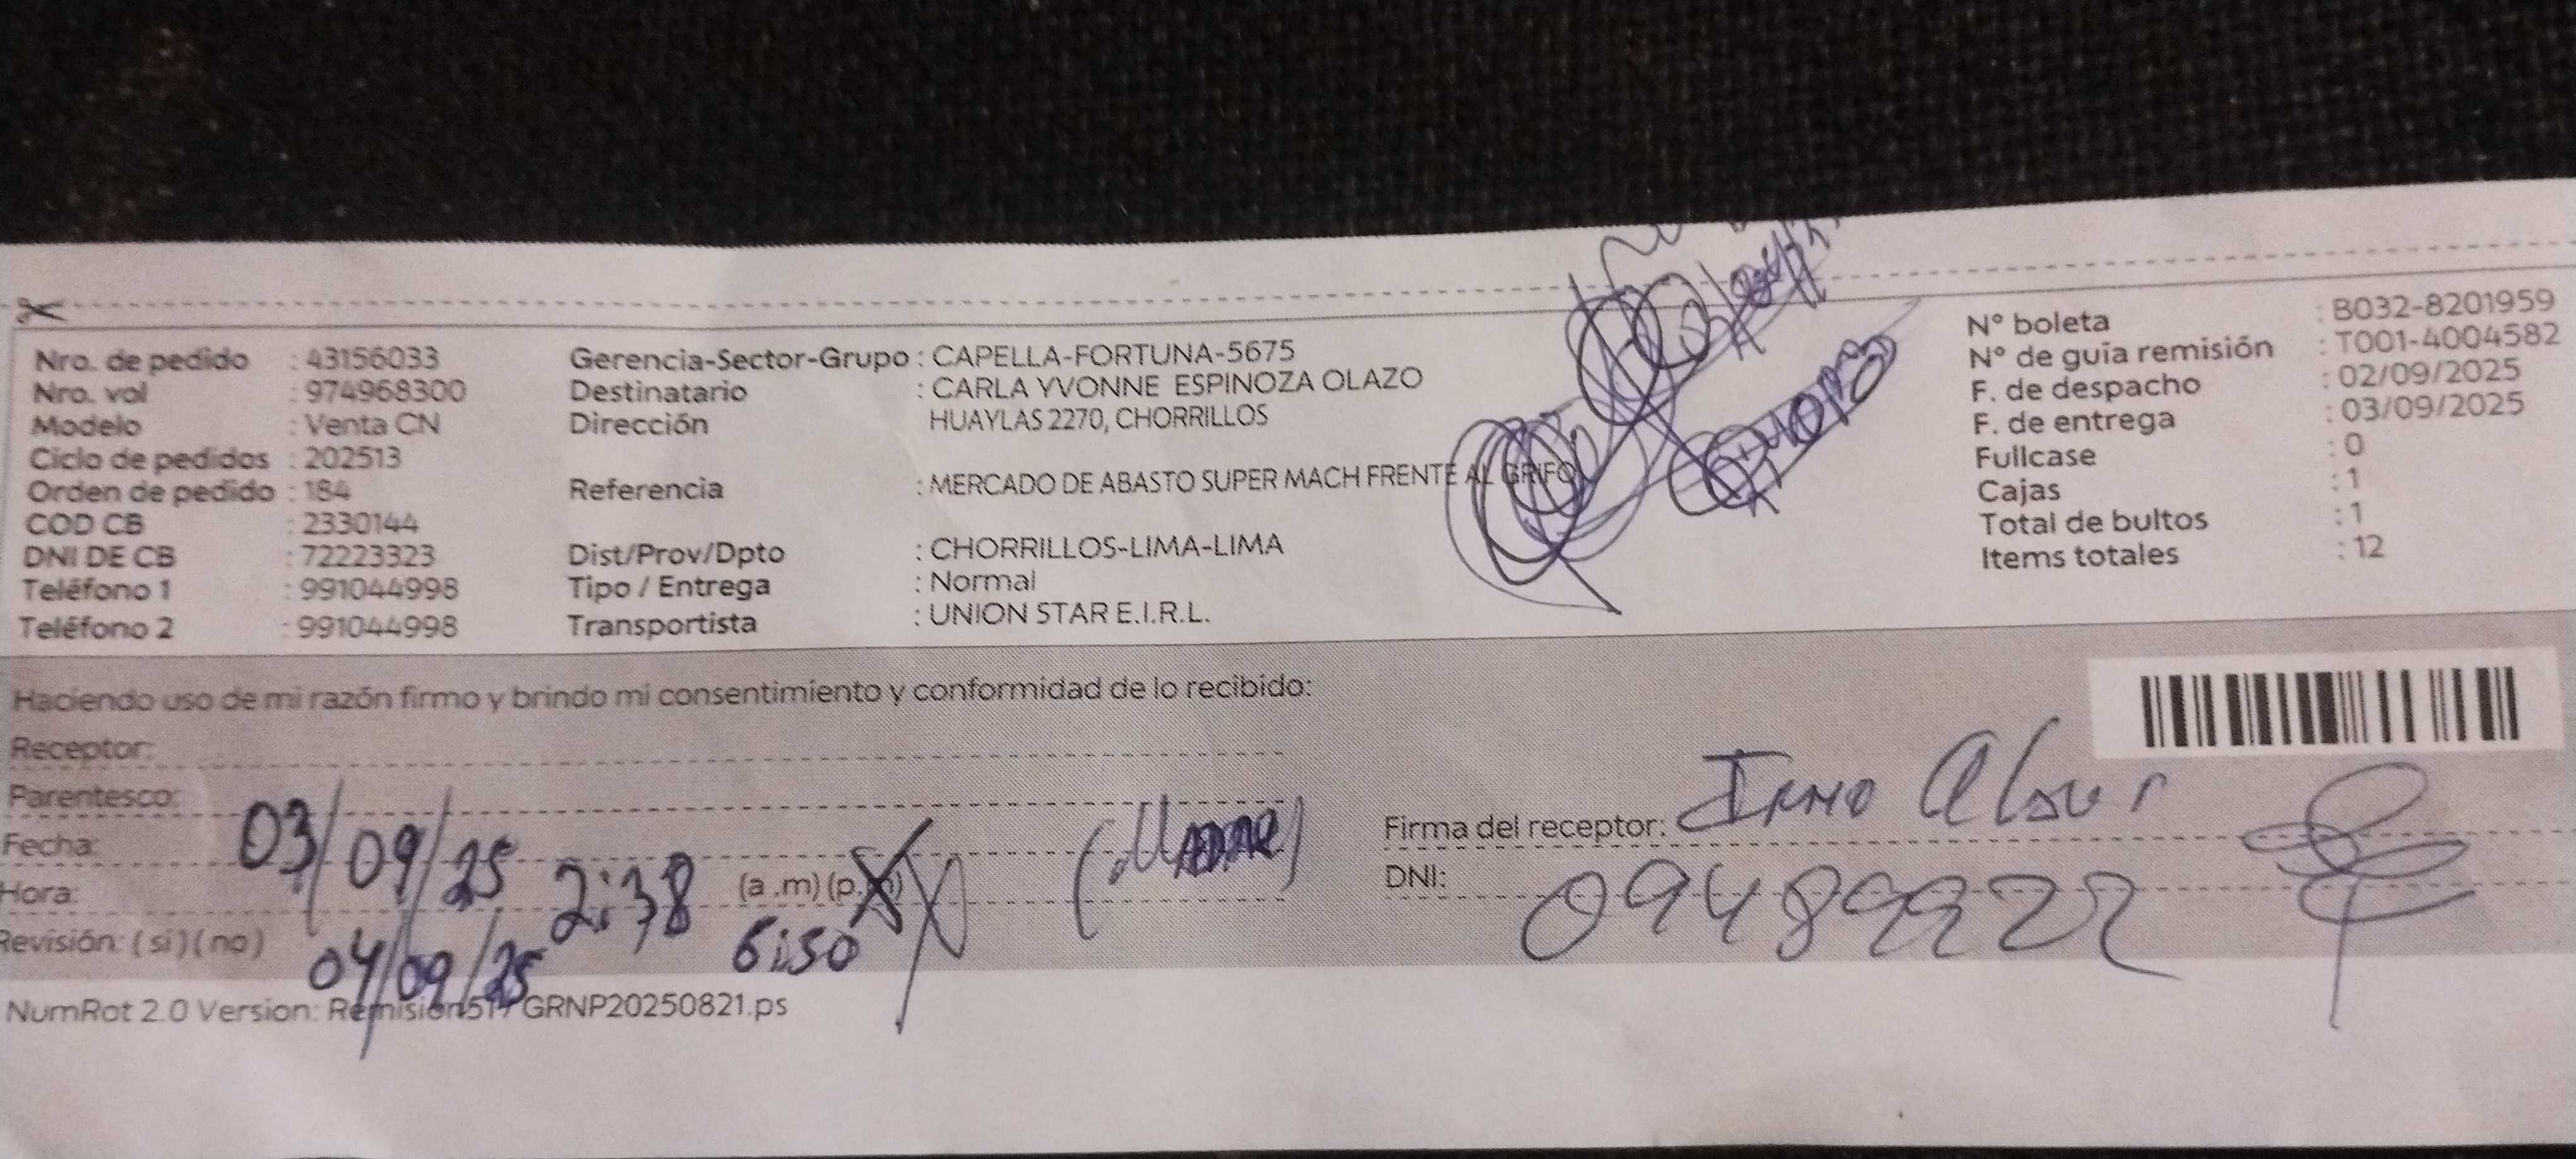 Nro. de pedido : 43156033
Nro. vol : 974968300
Modelo : Venta CN
Ciclo de pedidos : 202513
Orden de pedido : 184
COD CB : 2330144
DNI DE CB : 72223323
Teléfono 1 : 991044998
Teléfono 2 : 991044998
Gerencia-Sector-Grupo : CAPELLA-FORTUNA-5675
Destinatario : CARLA YVONNE ESPINOZA OLAZO
Dirección HUAYLAS 2270, CHORRILLOS
Referencia : MERCADO DE ABASTO SUPER MACH FRENTE AL GRIFO
Dist/Prov/Dpto : CHORRILLOS-LIMA-LIMA
Tipo / Entrega : Normal
Transportista : UNION STAR E.I.R.L.
N° boleta : B032-8201959
N° de guía remisión : T001-4004582
F. de despacho : 02/09/2025
F. de entrega : 03/09/2025
Fullcase : 0
Cajas : 1
Total de bultos : 1
Items totales : 12
Haciendo uso de mi razón firmo y brindo mi consentimiento y conformidad de lo recibido:
Receptor:
Parentesco:
Fecha: 03/09/25
Hora: 2:38 (a .m) (p.
Revisión: ( si ) ( no )
04/09/25 6:50
Firma del receptor:
DNI: 09489922
NumRot 2.0 Version: Remision511 GRNP20250821.ps